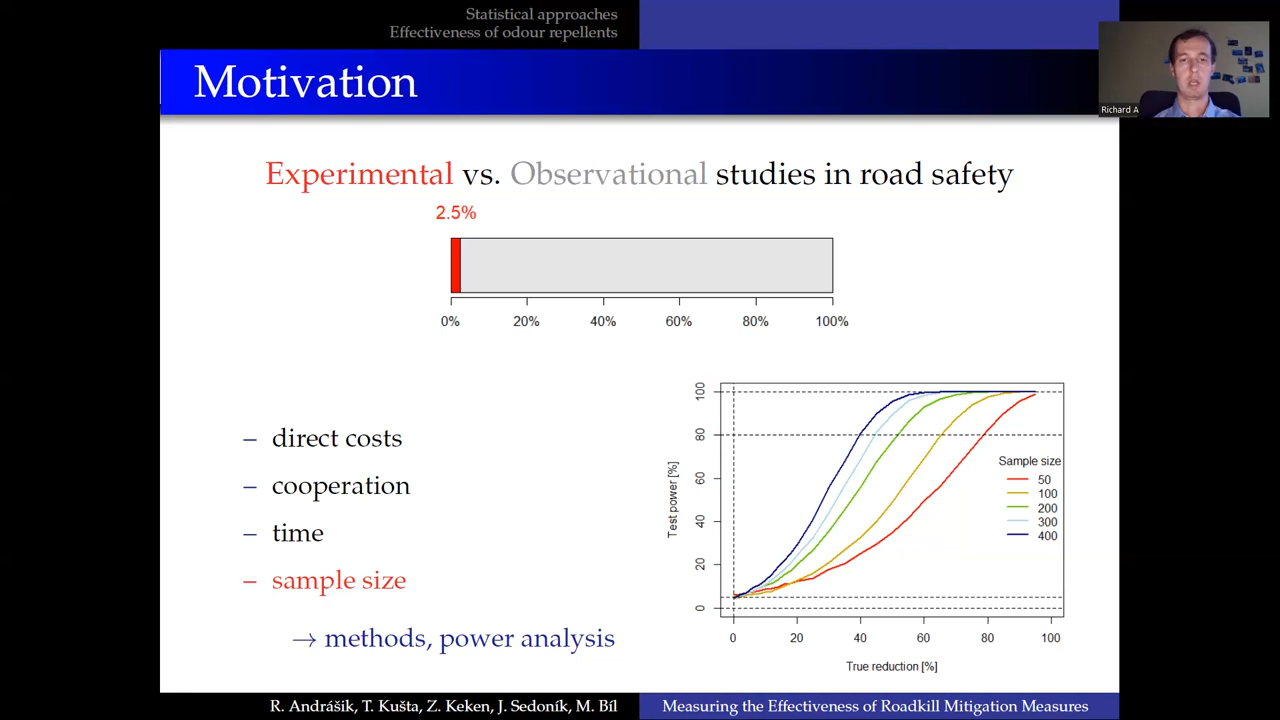 Statistical approaches
Effectiveness of odour repellents
Richard A
Motivation
Experimental vs. Observational studies in road safety
2.5%
0% 20% 40% 60% 80% 100%
– direct costs
– cooperation
– time
– sample size
→ methods, power analysis
Test power [%]
100
80
60
40
20
0
Sample size
50
100
200
300
400
0 20 40 60 80 100
True reduction [%]
R. Andrášik, T. Kušta, Z. Keken, J. Sedoník, M. Bíl
Measuring the Effectiveness of Roadkill Mitigation Measures